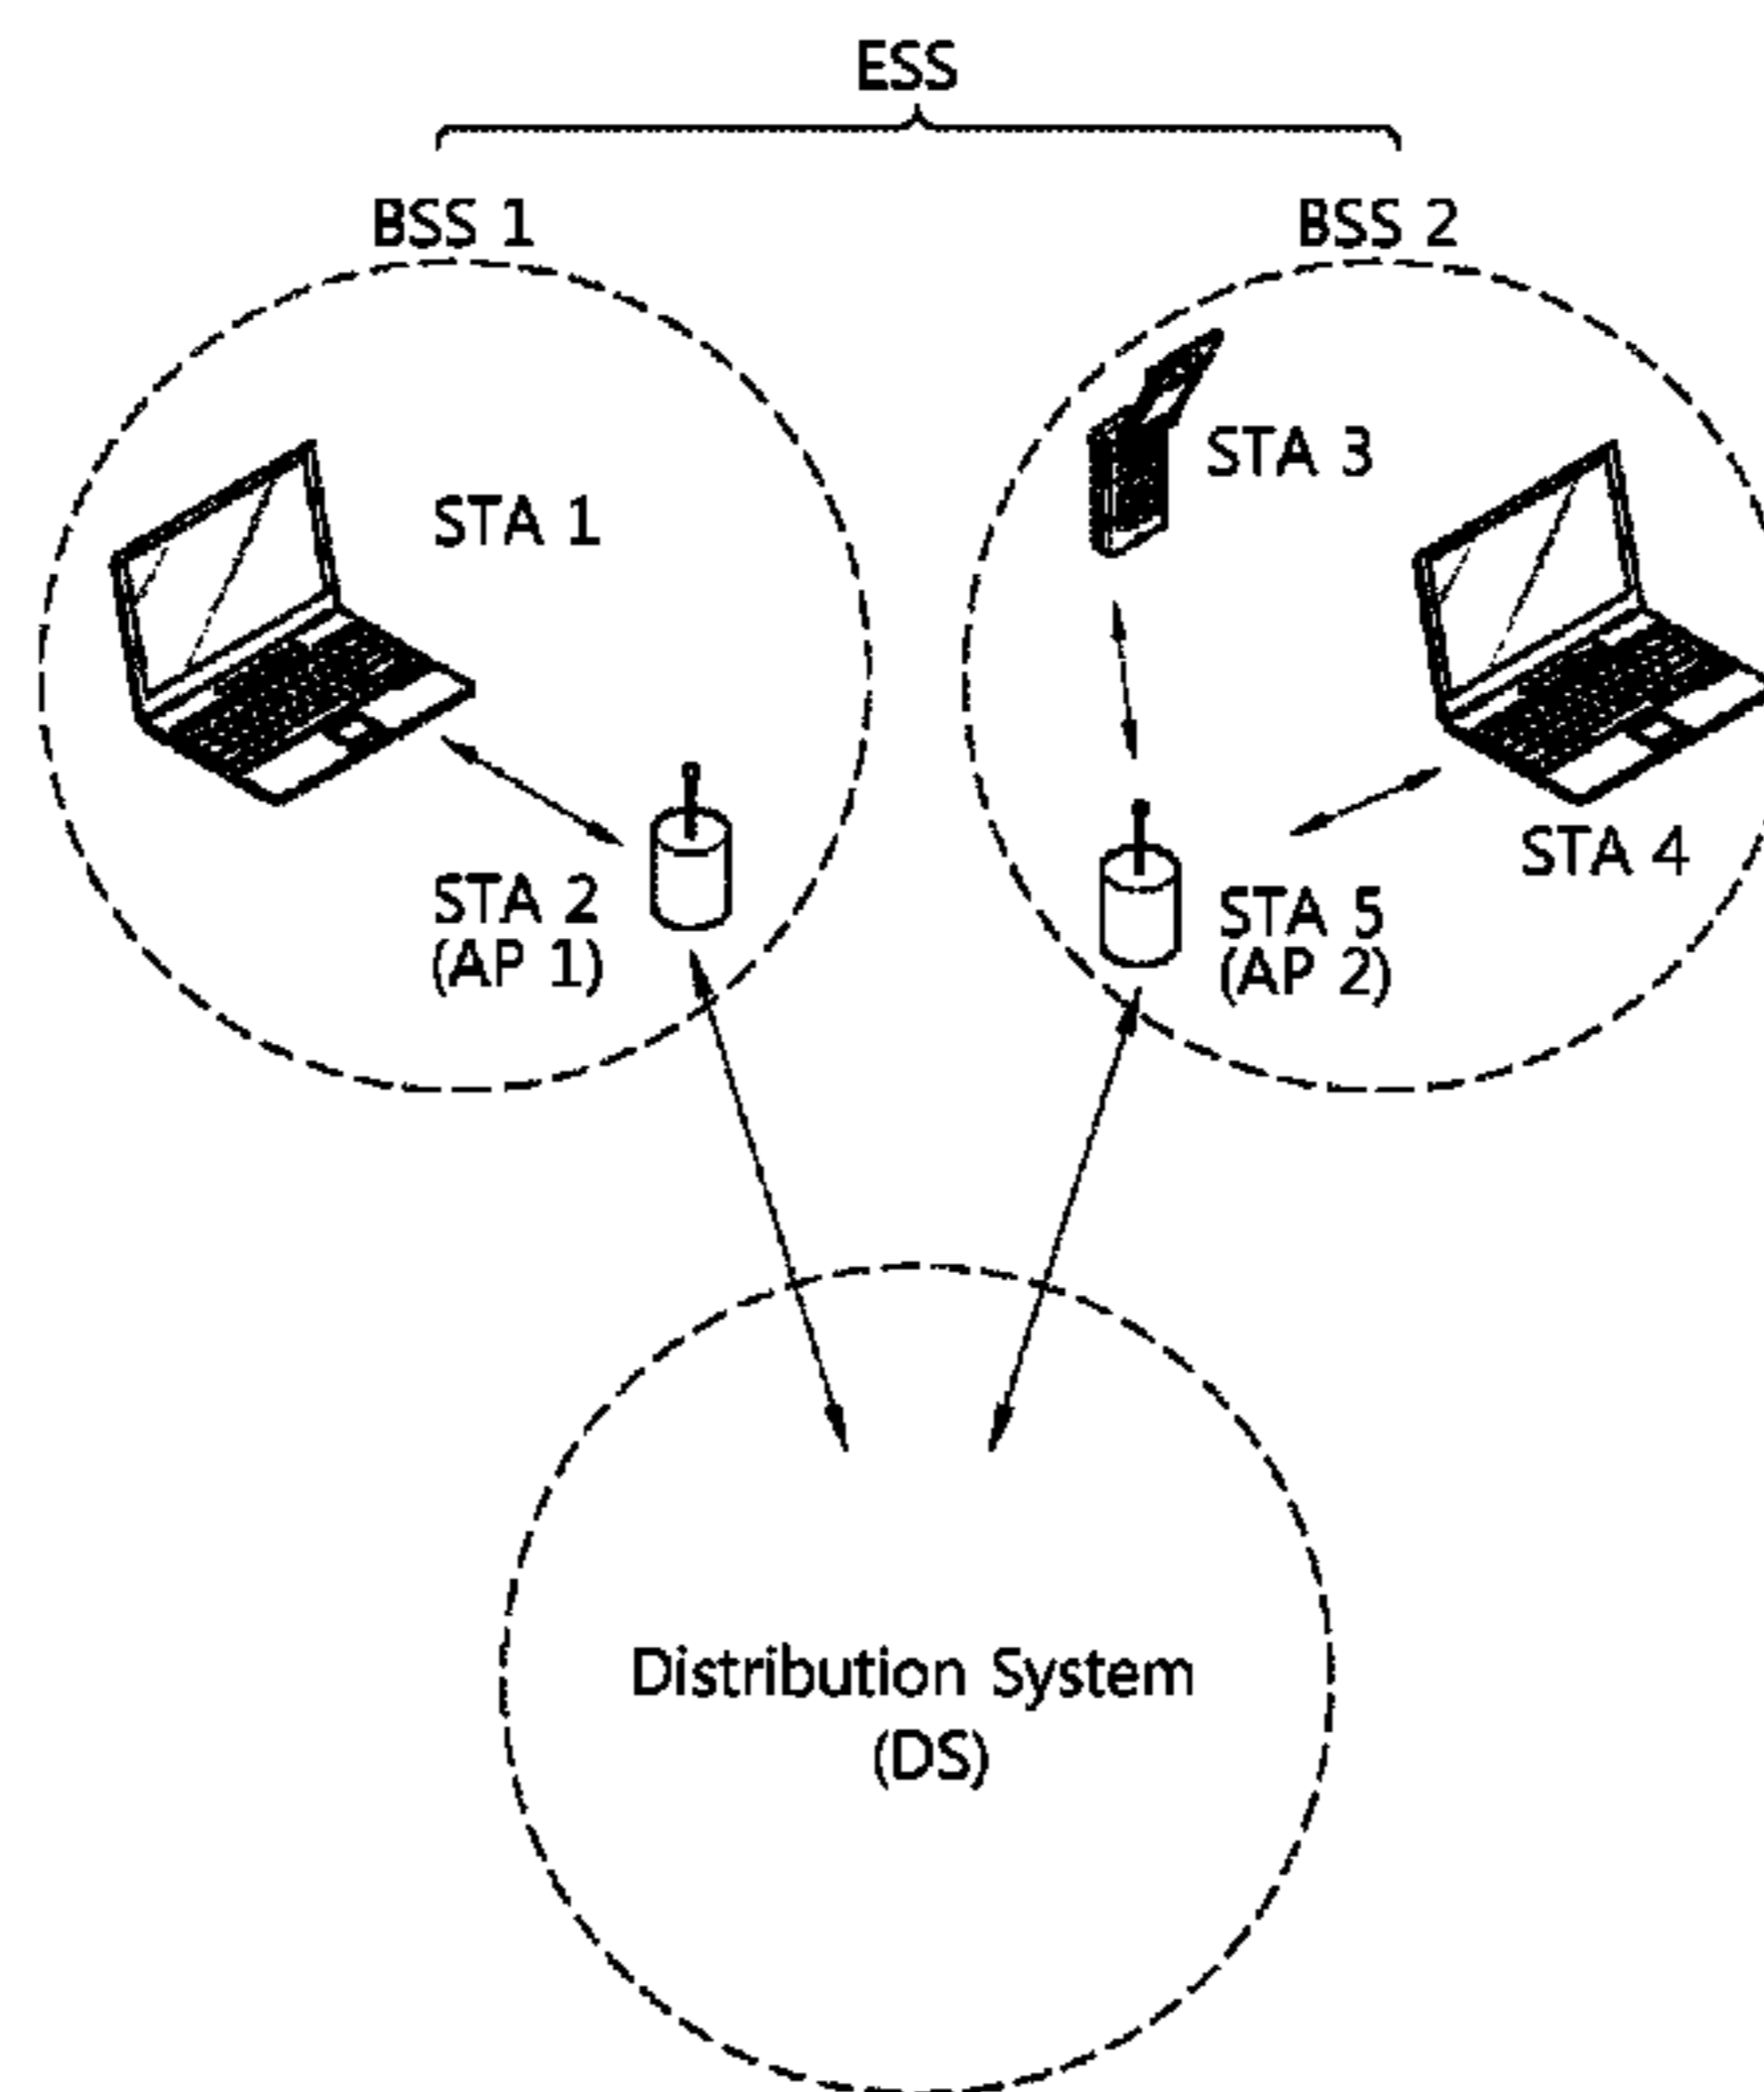 ESS
BSS 1
BSS 2
STA 1
STA 3
STA 2
(AP 1)
STA 4
STA 5
(AP 2)
Distribution System
(DS)